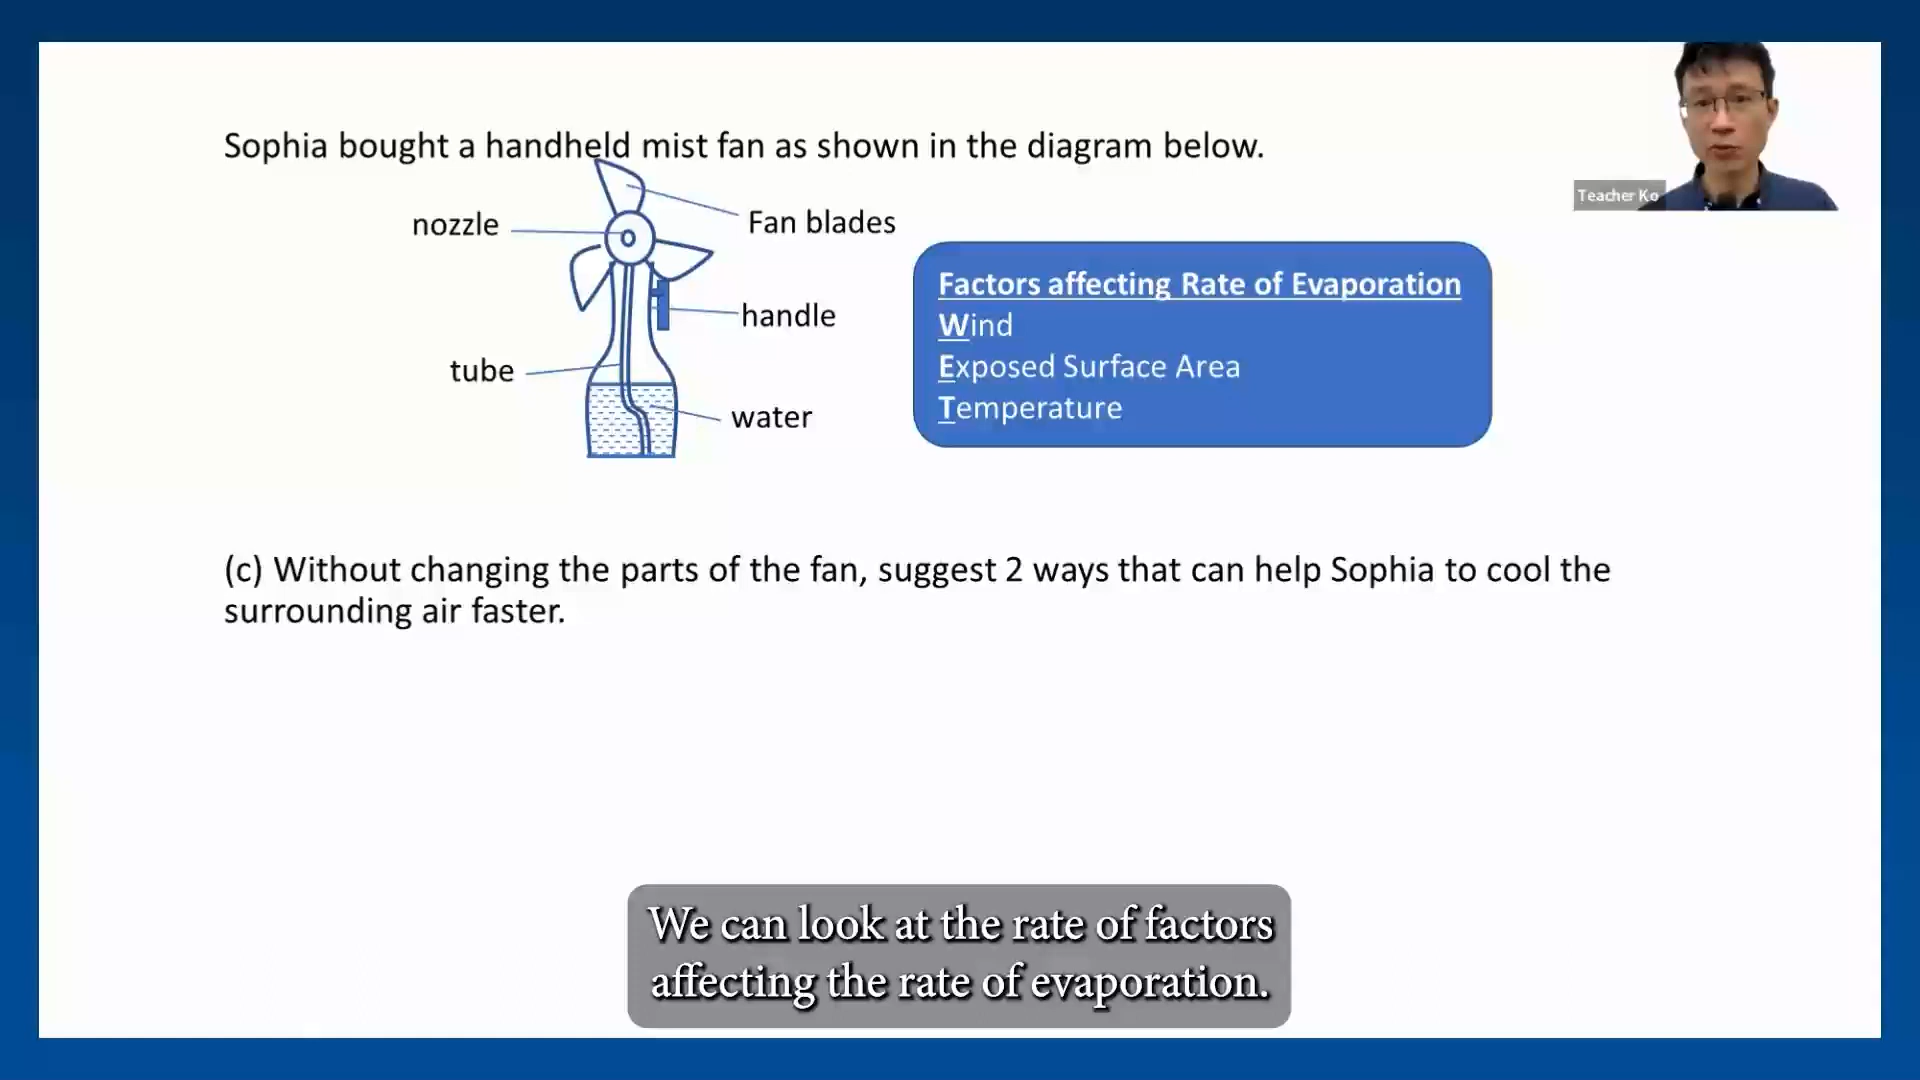 Sophia bought a handheld mist fan as shown in the diagram below.
Teacher Ko
nozzle
Fan blades
handle
tube
water
Factors affecting Rate of Evaporation
Wind
Exposed Surface Area
Temperature
(c) Without changing the parts of the fan, suggest 2 ways that can help Sophia to cool the
surrounding air faster.
We can look at the rate of factors
affecting the rate of evaporation.